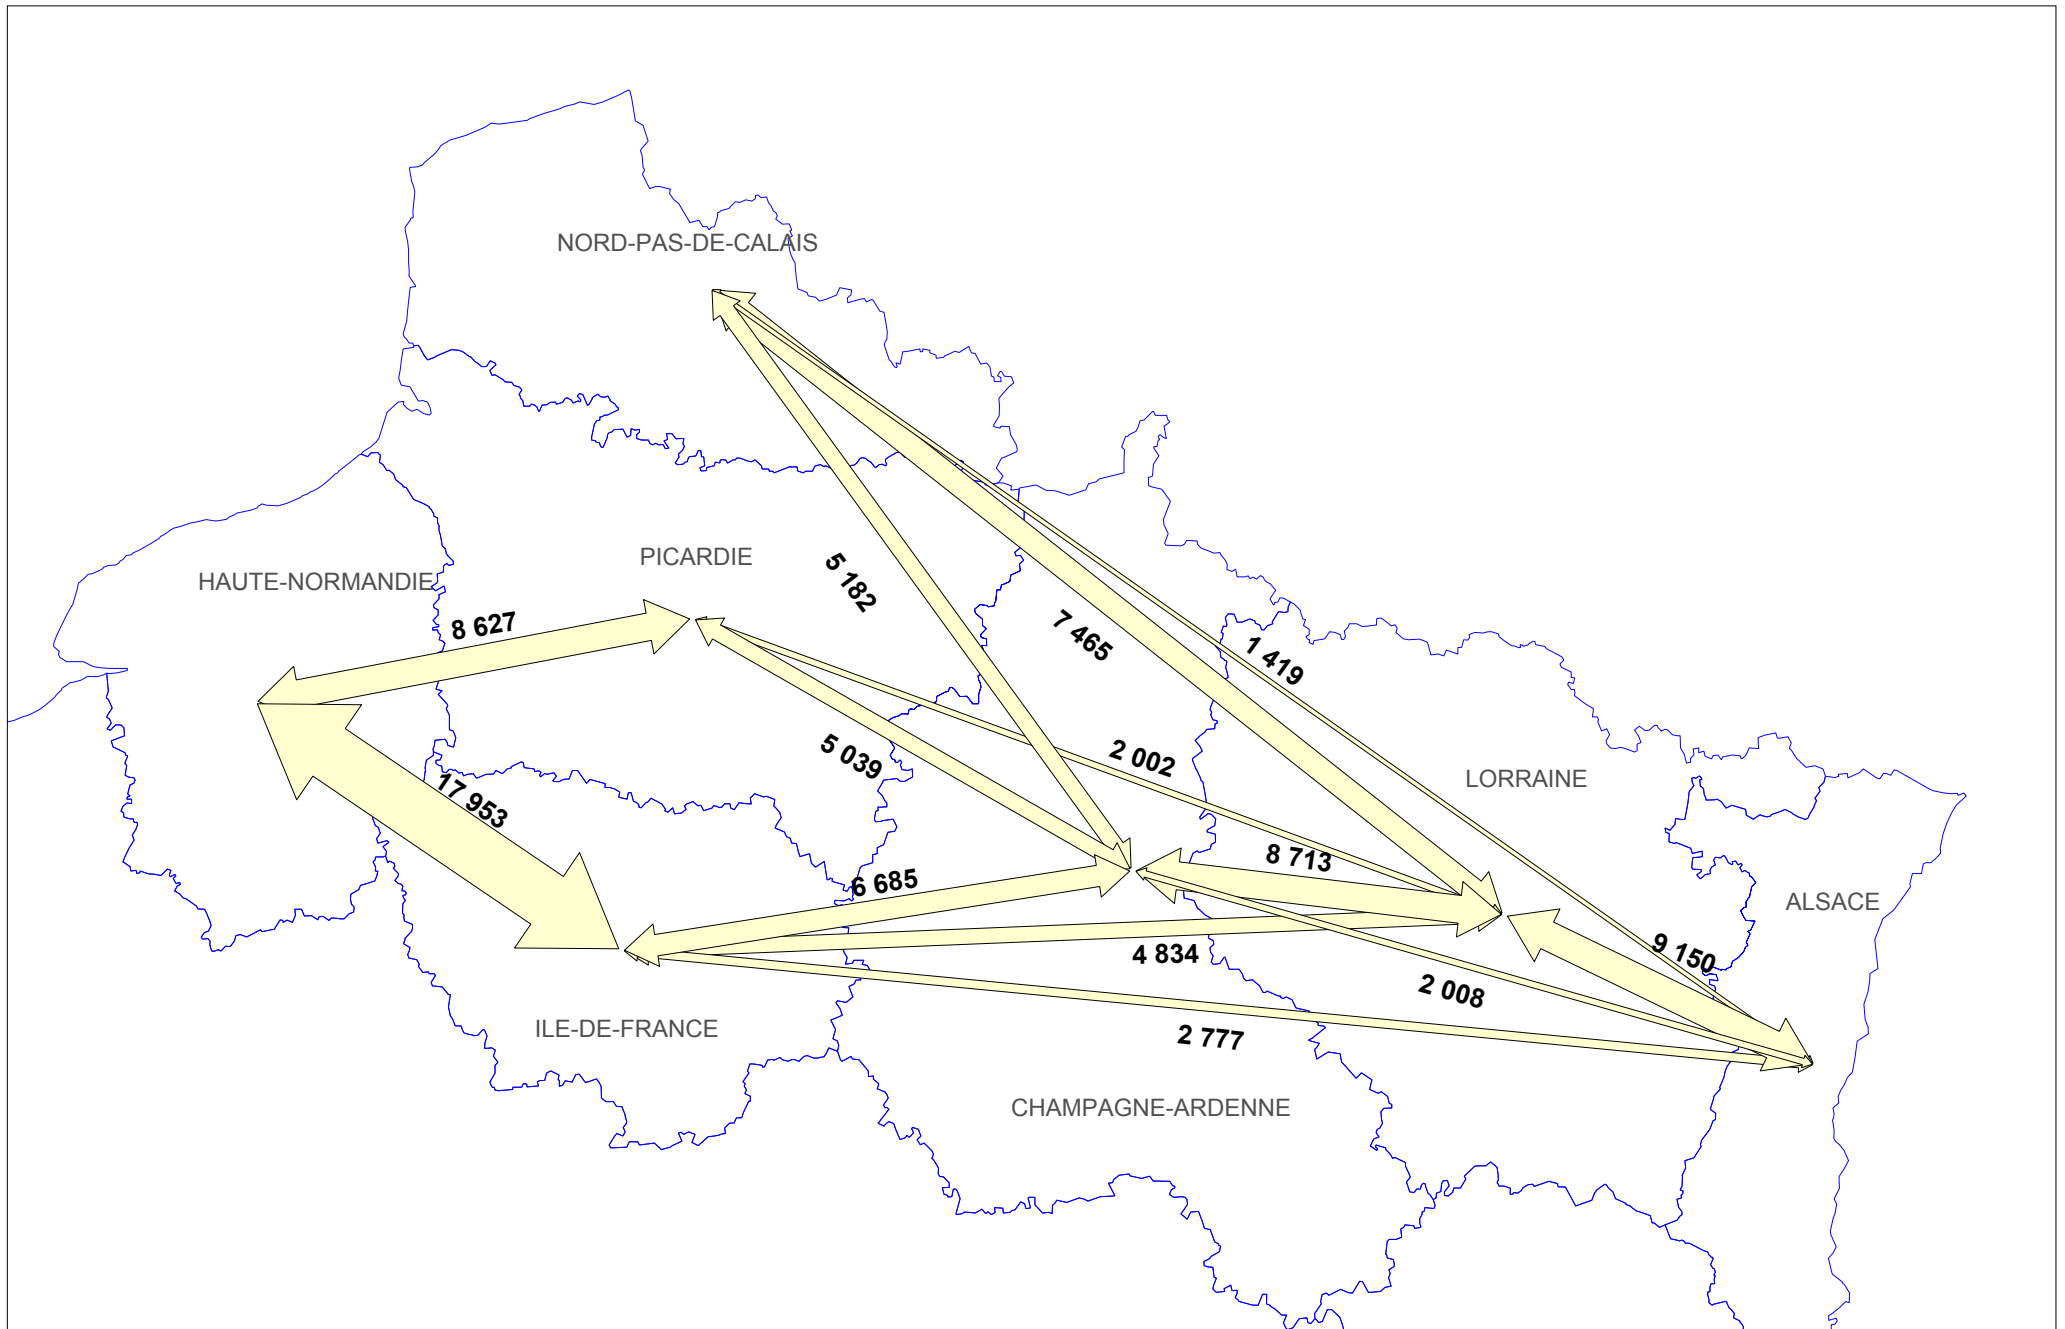 NORD-PAS-DE-CALAIS
PICARDIE
HAUTE-NORMANDIE
5 182
8 627
7 465
1 419
5 039
2 002
17 953
LORRAINE
8 713
6 685
ALSACE
4 834
9 150
2 008
ILE-DE-FRANCE
2 777
CHAMPAGNE-ARDENNE